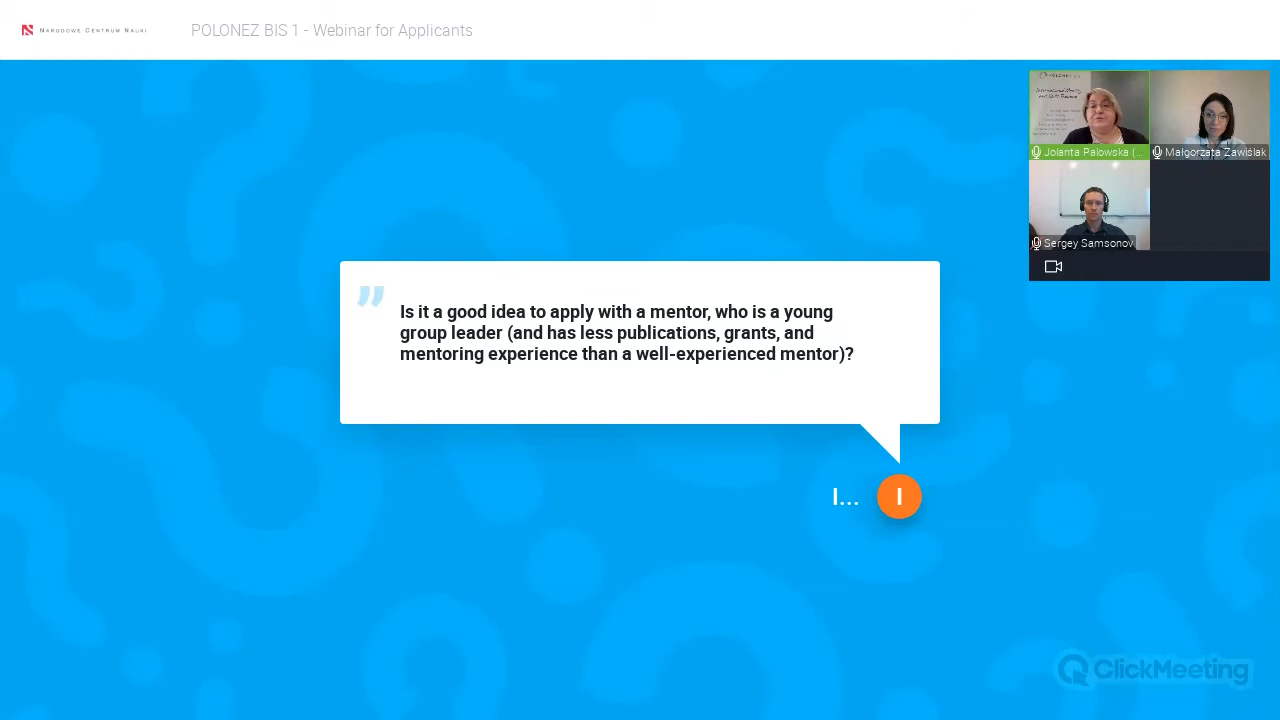 NARODOWE CENTRUM NAUKI
POLONEZ BIS 1 - Webinar for Applicants
Jolanta Palowska (...
Małgorzata Zawiślak
Sergey Samsonov
Is it a good idea to apply with a mentor, who is a young
group leader (and has less publications, grants, and
mentoring experience than a well-experienced mentor)?
I...
I
ClickMeeting